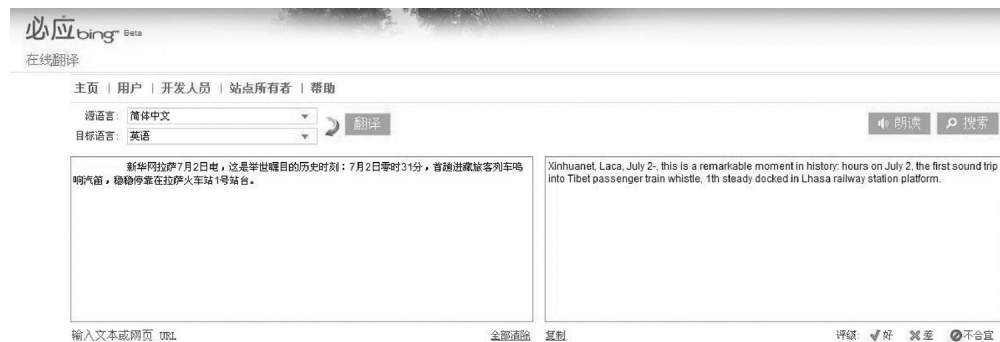 必应bing™ Beta
在线翻译
主页 | 用户 | 开发人员 | 站点所有者 | 帮助
源语言: 简体中文
目标语言: 英语
翻译
朗读 搜索
新华网拉萨7月2日电，这是举世瞩目的历史时刻：7月2日零时31分，首趟进藏旅客列车鸣
响汽笛，稳稳停靠在拉萨火车站1号站台。
Xinhuanet, Laca, July 2-, this is a remarkable moment in history: hours on July 2, the first sound trip
into Tibet passenger train whistle, 1th steady docked in Lhasa railway station platform.
输入文本或网页 URL 全部清除 复制 评级: 好 差 不合宜